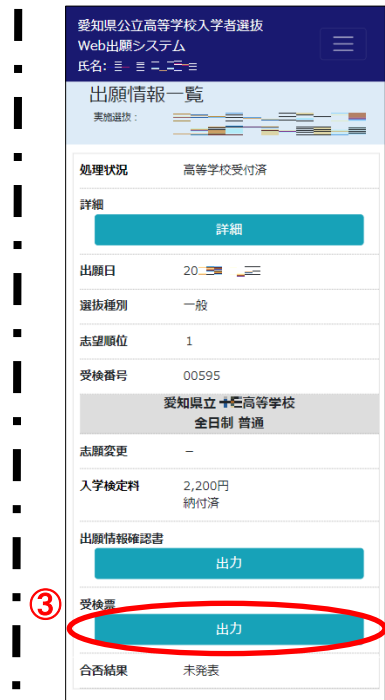 愛知県公立高等学校入学者選抜
Web出願システム
氏名:
出願情報一覧
実施選抜:
処理状況 高等学校受付済
詳細
詳細
出願日 20
選抜種別 一般
志望順位 1
受検番号 00595
愛知県立 高等学校
全日制 普通
志願変更 －
入学検定料 2,200円
納付済
出願情報確認書
出力
③
受検票
出力
合否結果 未発表